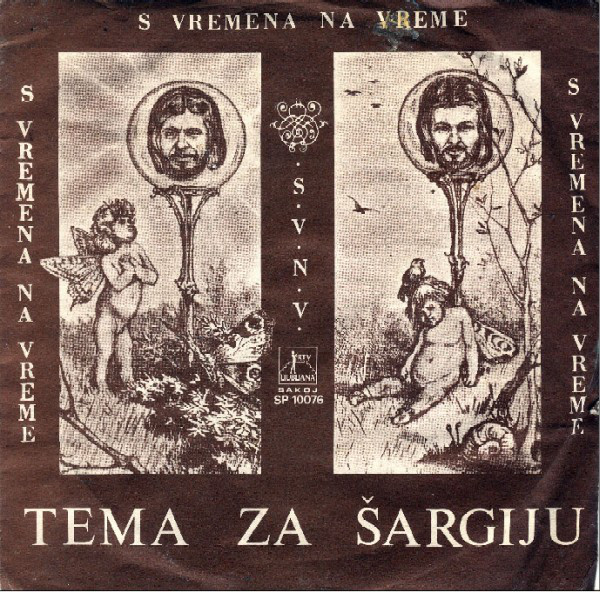 S VREMENA NA VREME
S VREMENA NA VREME
· S · V · N · V ·
RTV
LJUBLJANA
SAKOJ
SP 10076
S VREMENA NA VREME
TEMA ZA ŠARGIJU